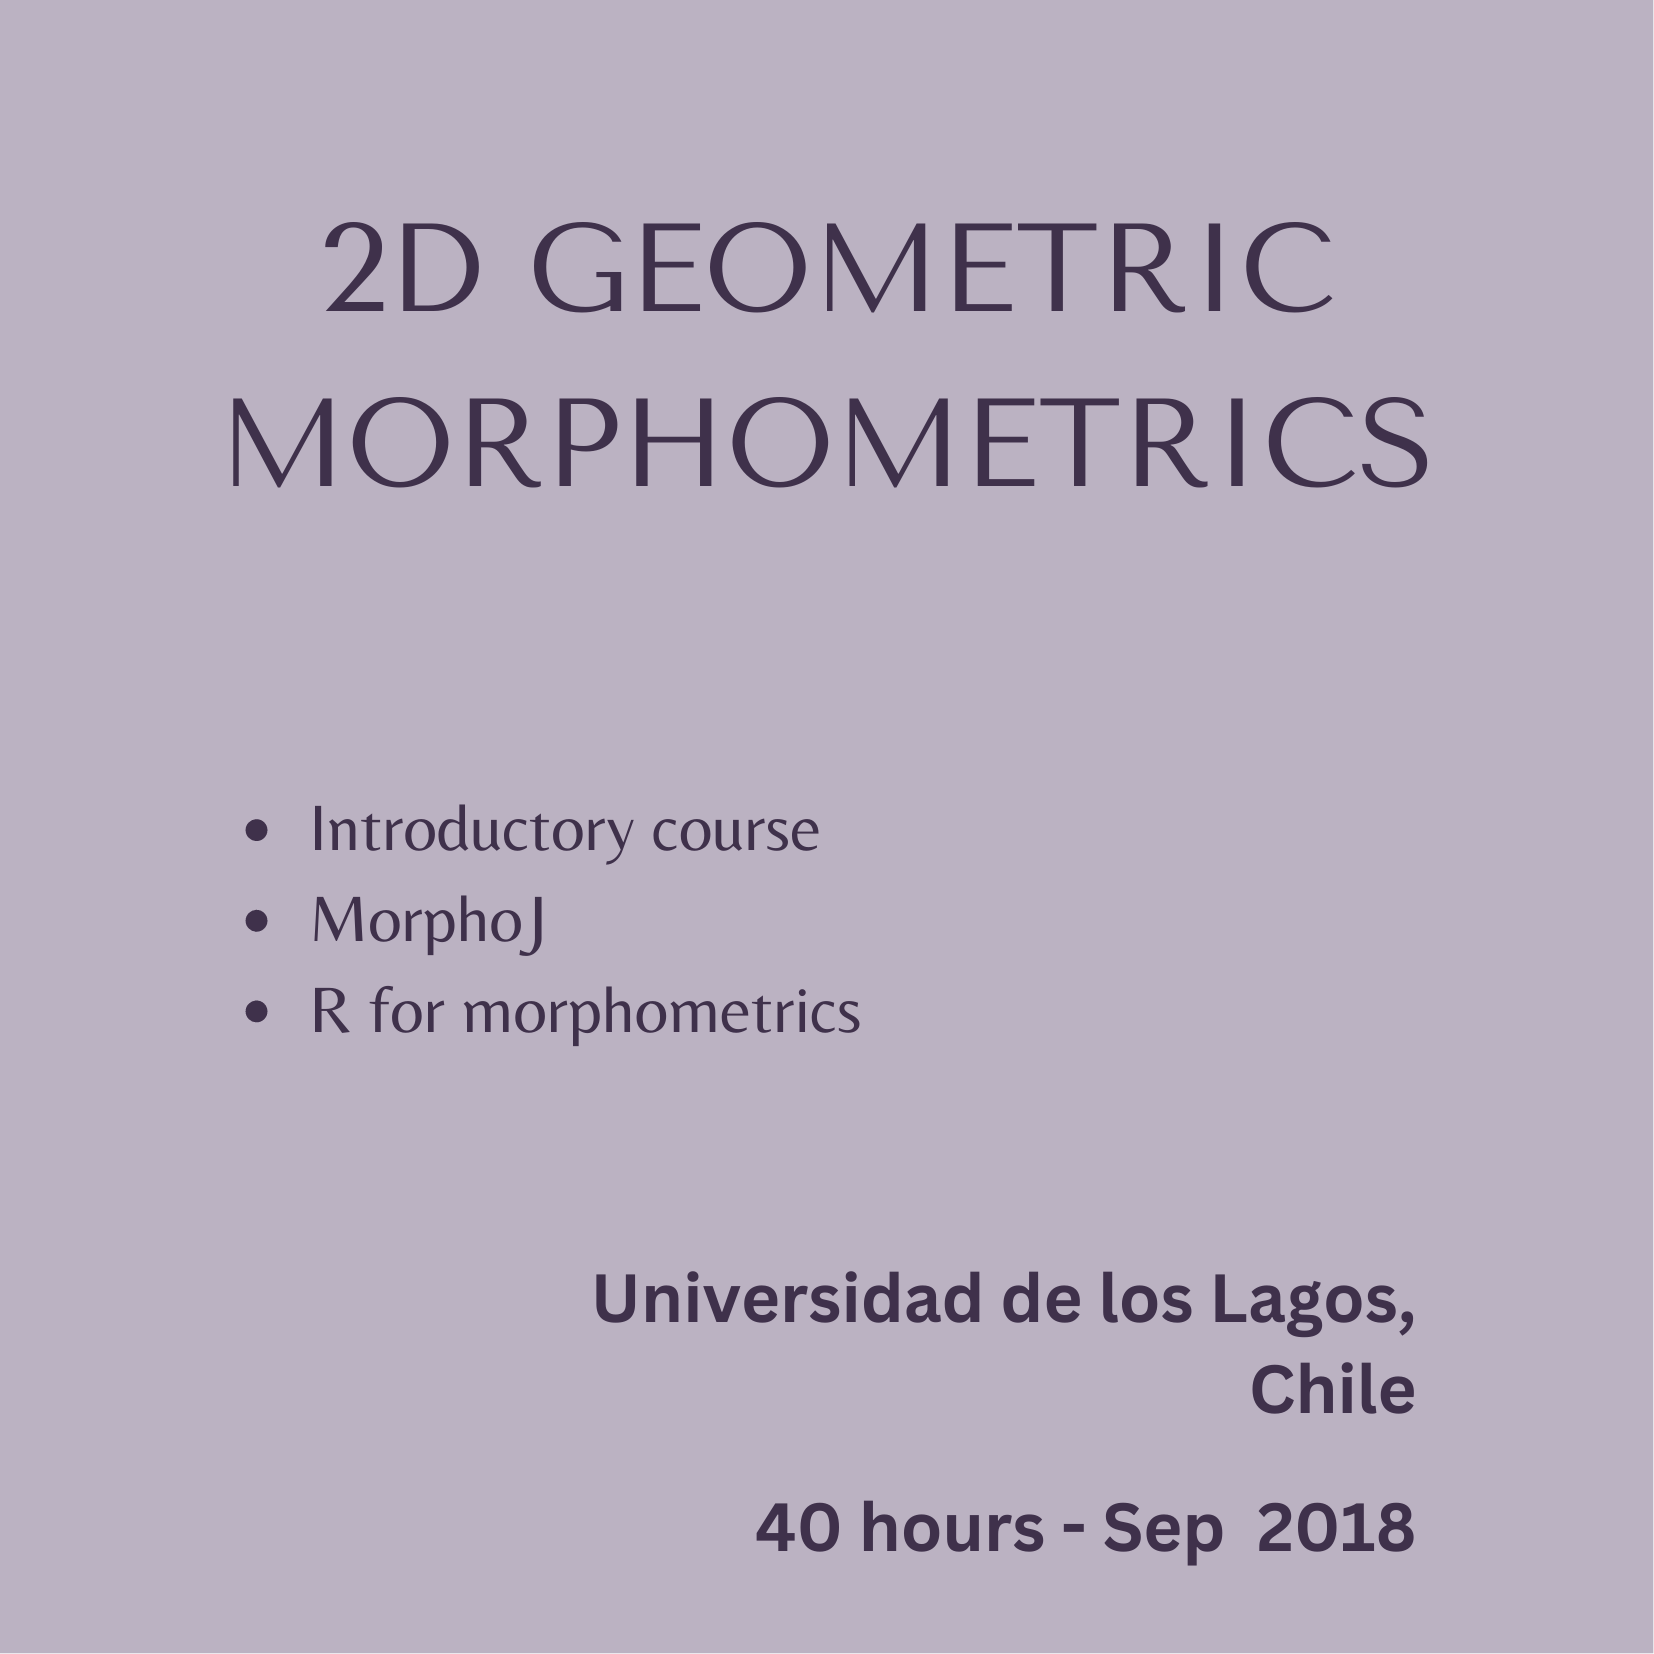 2D GEOMETRIC
MORPHOMETRICS
• Introductory course
• MorphoJ
• R for morphometrics
Universidad de los Lagos,
Chile
40 hours - Sep  2018